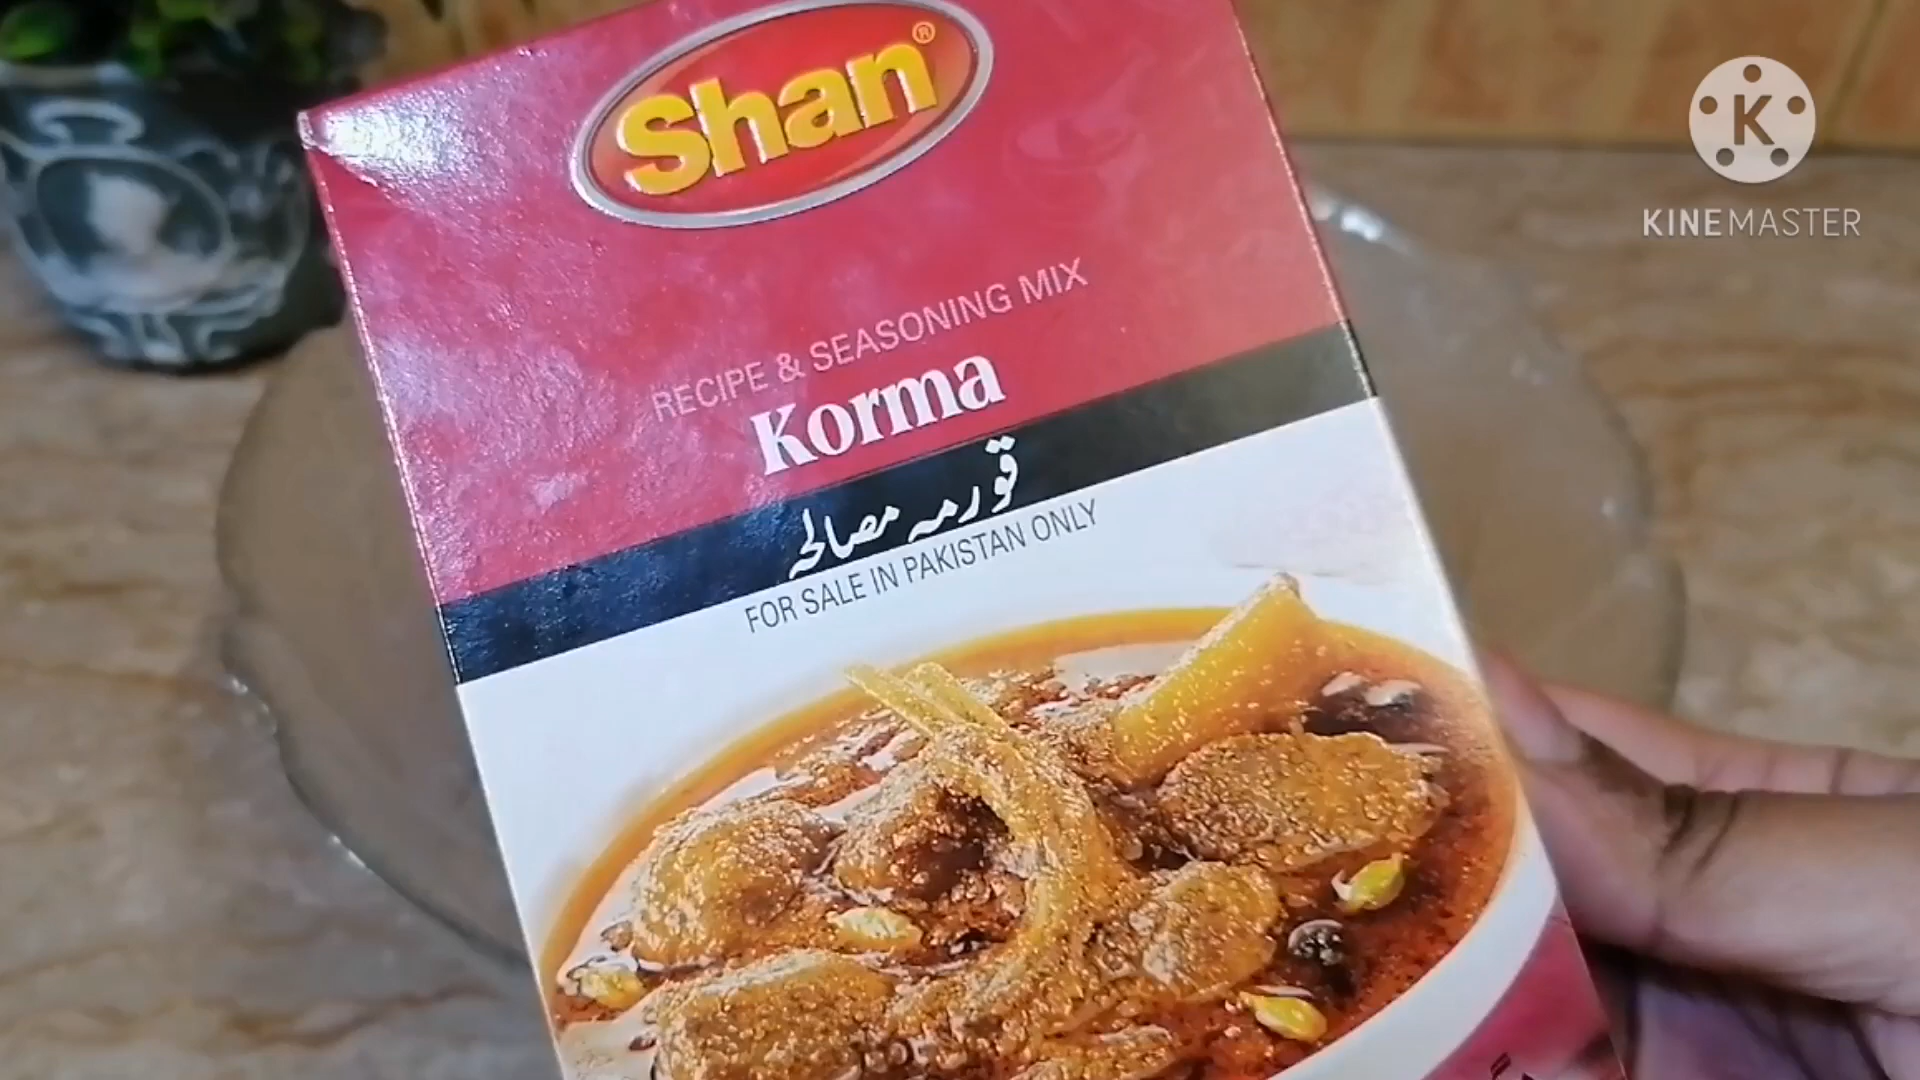 Shan®
RECIPE & SEASONING MIX
Korma
قورمہ مصالحہ
FOR SALE IN PAKISTAN ONLY
K
KINEMASTER